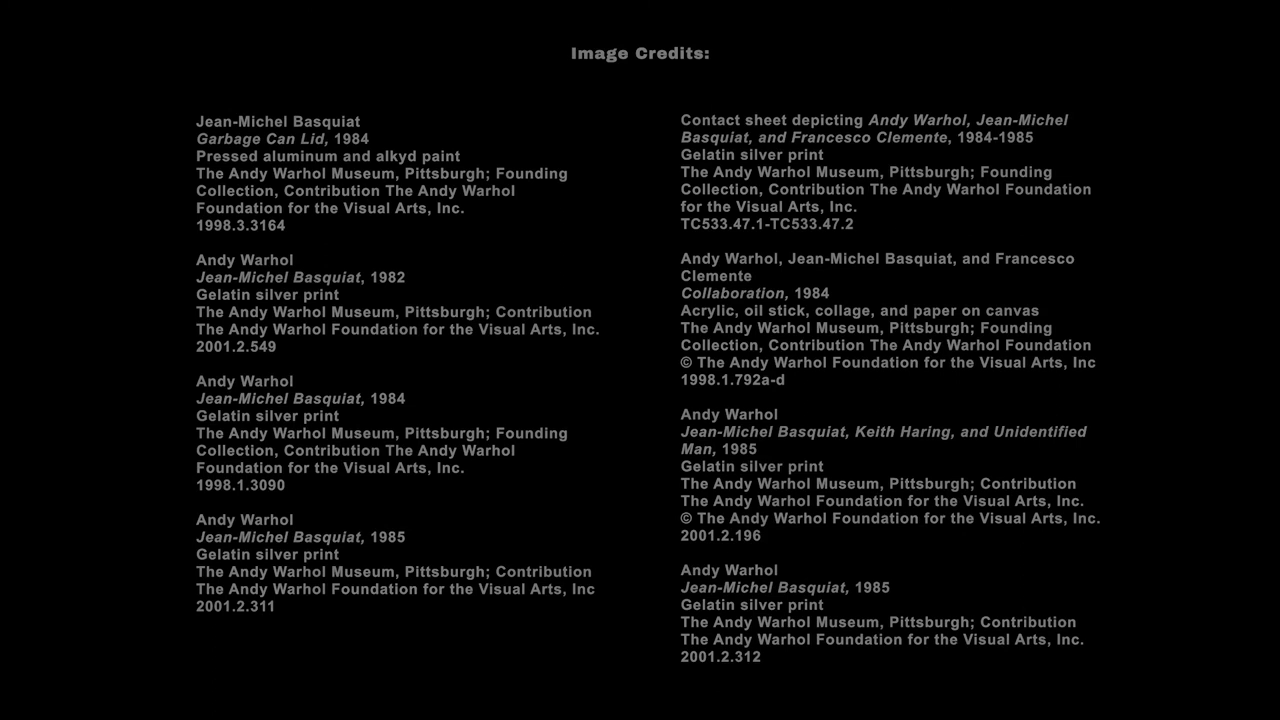 Image Credits:
Jean-Michel Basquiat
Garbage Can Lid, 1984
Pressed aluminum and alkyd paint
The Andy Warhol Museum, Pittsburgh; Founding
Collection, Contribution The Andy Warhol
Foundation for the Visual Arts, Inc.
1998.3.3164
Andy Warhol
Jean-Michel Basquiat, 1982
Gelatin silver print
The Andy Warhol Museum, Pittsburgh; Contribution
The Andy Warhol Foundation for the Visual Arts, Inc.
2001.2.549
Andy Warhol
Jean-Michel Basquiat, 1984
Gelatin silver print
The Andy Warhol Museum, Pittsburgh; Founding
Collection, Contribution The Andy Warhol
Foundation for the Visual Arts, Inc.
1998.1.3090
Andy Warhol
Jean-Michel Basquiat, 1985
Gelatin silver print
The Andy Warhol Museum, Pittsburgh; Contribution
The Andy Warhol Foundation for the Visual Arts, Inc
2001.2.311
Contact sheet depicting Andy Warhol, Jean-Michel
Basquiat, and Francesco Clemente, 1984-1985
Gelatin silver print
The Andy Warhol Museum, Pittsburgh; Founding
Collection, Contribution The Andy Warhol Foundation
for the Visual Arts, Inc.
TC533.47.1-TC533.47.2
Andy Warhol, Jean-Michel Basquiat, and Francesco
Clemente
Collaboration, 1984
Acrylic, oil stick, collage, and paper on canvas
The Andy Warhol Museum, Pittsburgh; Founding
Collection, Contribution The Andy Warhol Foundation
© The Andy Warhol Foundation for the Visual Arts, Inc
1998.1.792a-d
Andy Warhol
Jean-Michel Basquiat, Keith Haring, and Unidentified
Man, 1985
Gelatin silver print
The Andy Warhol Museum, Pittsburgh; Contribution
The Andy Warhol Foundation for the Visual Arts, Inc.
© The Andy Warhol Foundation for the Visual Arts, Inc.
2001.2.196
Andy Warhol
Jean-Michel Basquiat, 1985
Gelatin silver print
The Andy Warhol Museum, Pittsburgh; Contribution
The Andy Warhol Foundation for the Visual Arts, Inc.
2001.2.312